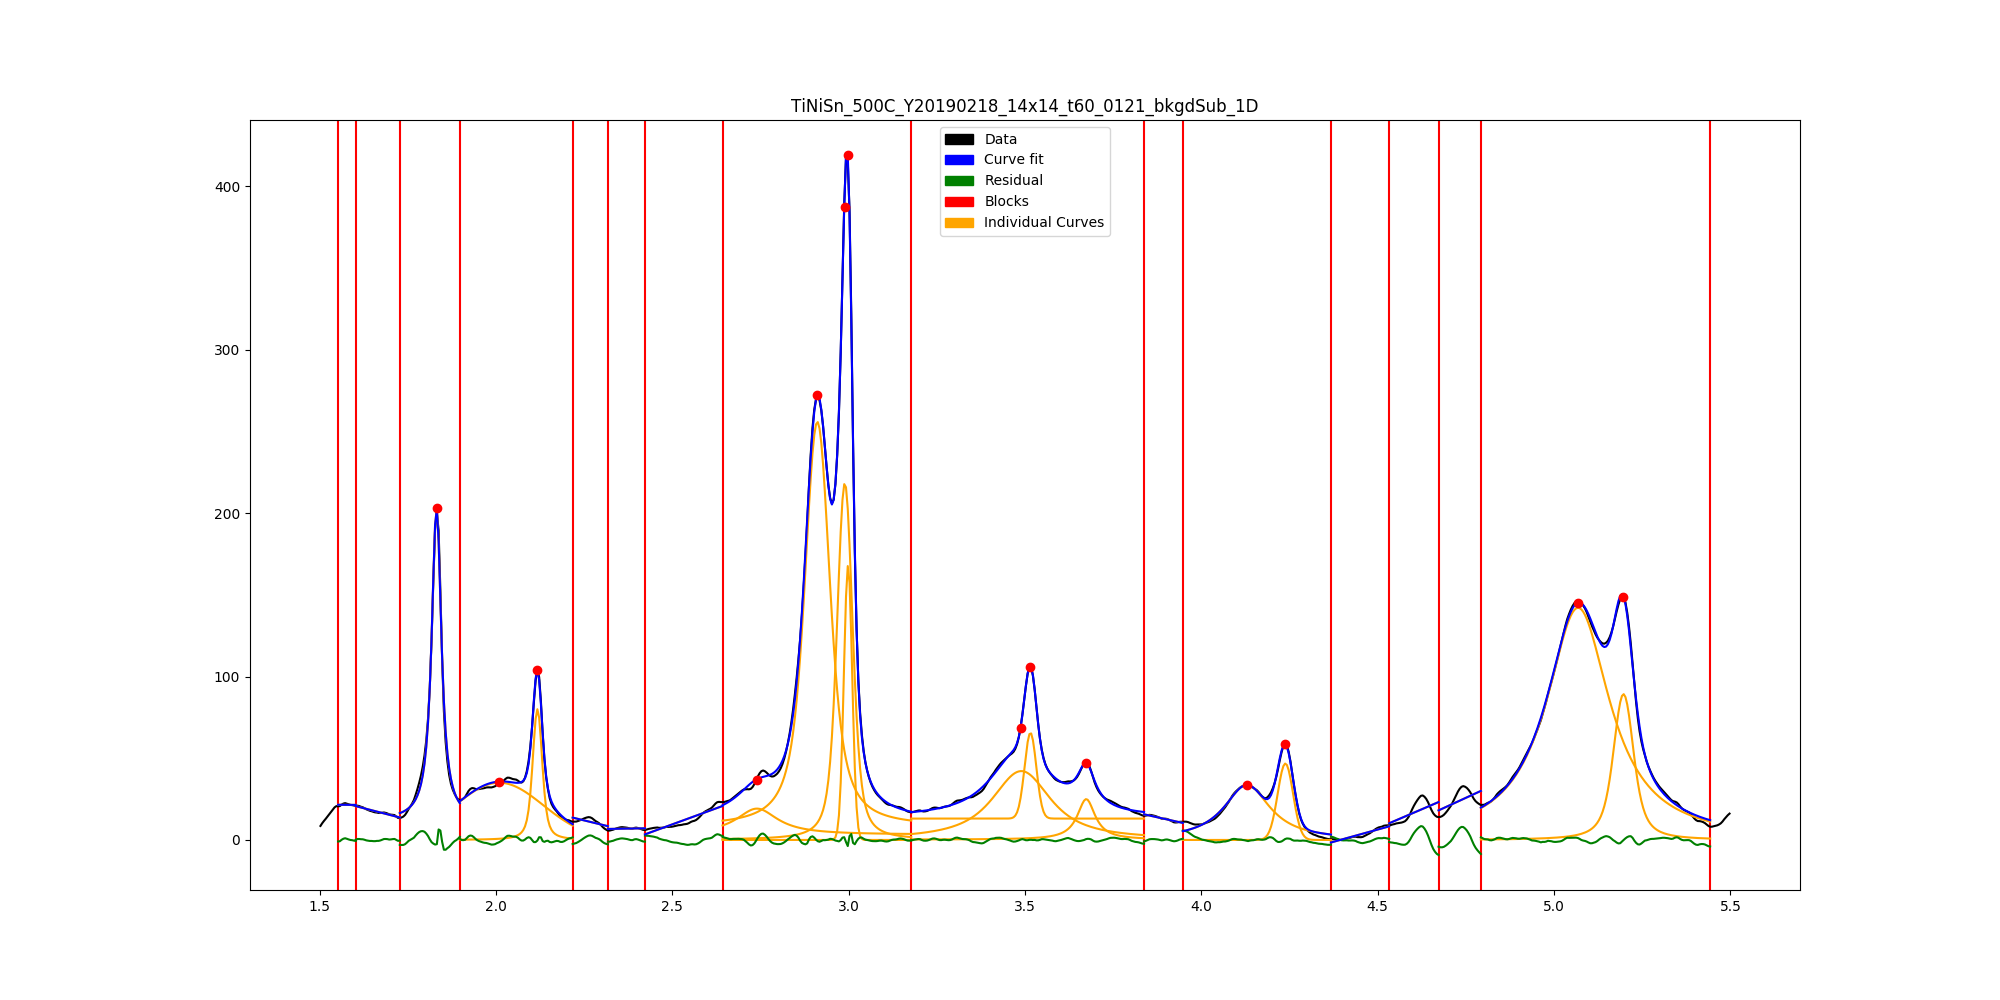 TiNiSn_500C_Y20190218_14x14_t60_0121_bkgdSub_1D
Data
Curve fit
Residual
Blocks
Individual Curves
400
300
200
100
0
1.5 2.0 2.5 3.0 3.5 4.0 4.5 5.0 5.5